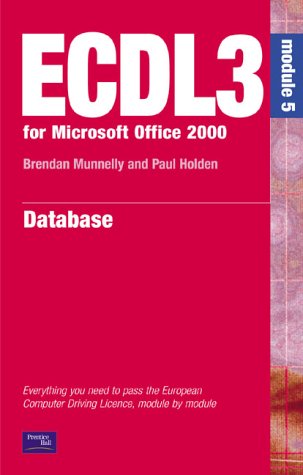 ECDL3
module 5
for Microsoft Office 2000
Brendan Munnelly and Paul Holden
Database
Everything you need to pass the European
Computer Driving Licence, module by module
Prentice
Hall